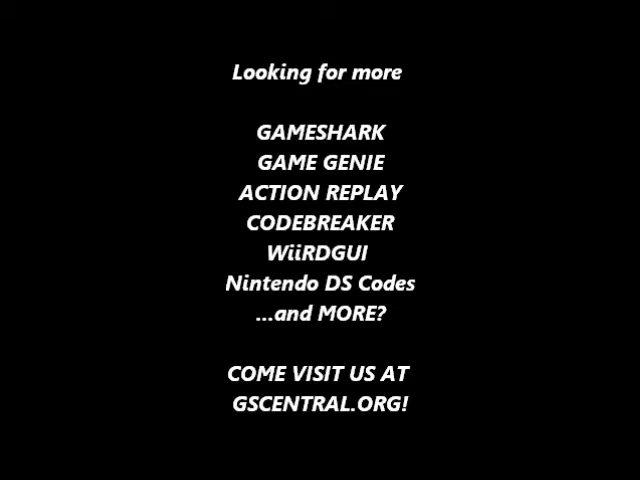 Looking for more
GAMESHARK
GAME GENIE
ACTION REPLAY
CODEBREAKER
WiiRDGUI
Nintendo DS Codes
...and MORE?
COME VISIT US AT
GSCENTRAL.ORG!